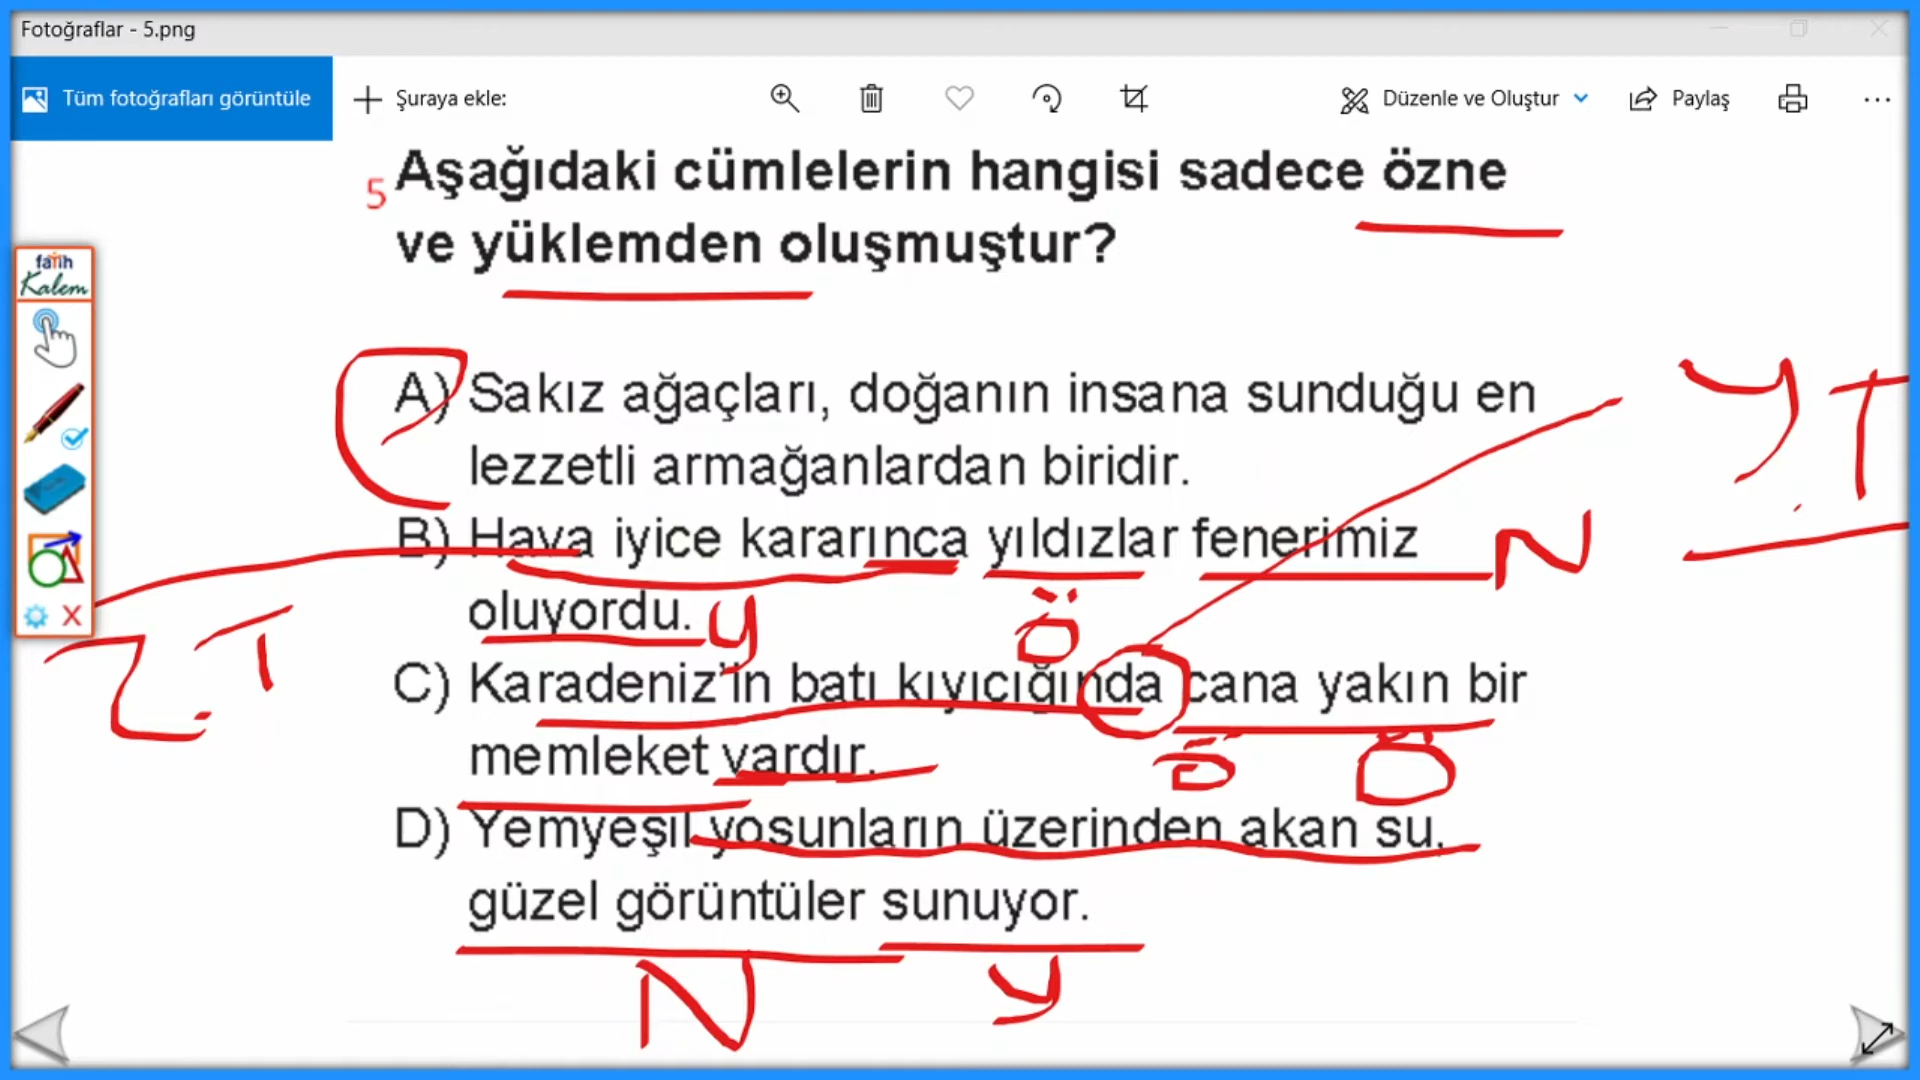 Fotoğraflar - 5.png
Tüm fotoğrafları görüntüle
Şuraya ekle:
Düzenle ve Oluştur
Paylaş
5 Aşağıdaki cümlelerin hangisi sadece özne
ve yüklemden oluşmuştur?
fatih
Kalem
A) Sakız ağaçları, doğanın insana sunduğu en
lezzetli armağanlardan biridir.
YT
B) Hava iyice kararınca yıldızlar fenerimiz
N
oluyordu.
y
Ö
Z.T
C) Karadeniz'in batı kıyıcığında cana yakın bir
memleket vardır.
Ö
Ö
D) Yemyeşil yosunların üzerinden akan su,
güzel görüntüler sunuyor.
N
y